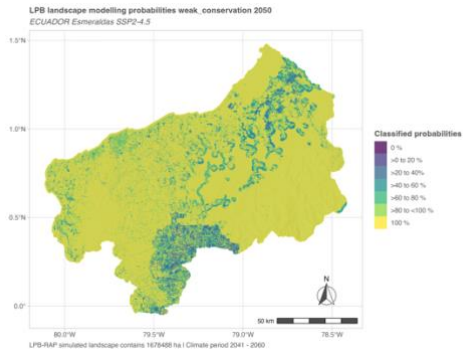 LPB landscape modelling probabilities weak_conservation 2050
ECUADOR Esmeraldas SSP2-4.5
1.5°N
1.0°N
0.5°N
0.0°
80.0°W
79.5°W
79.0°W
78.5°W
N
50 km
Classified probabilities
0 %
>0 to 20 %
>20 to 40%
>40 to 60 %
>60 to 80 %
>80 to <100 %
100 %
LPB-RAP simulated landscape contains 1678488 ha I Climate period 2041 - 2060